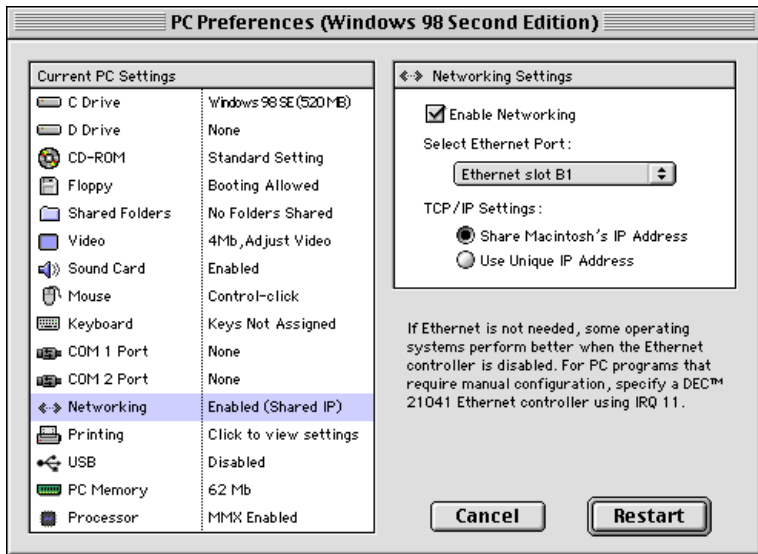 PC Preferences (Windows 98 Second Edition)
Current PC Settings
C Drive Windows 98 SE (520 MB)
D Drive None
CD-ROM Standard Setting
Floppy Booting Allowed
Shared Folders No Folders Shared
Video 4Mb, Adjust Video
Sound Card Enabled
Mouse Control-click
Keyboard Keys Not Assigned
COM 1 Port None
COM 2 Port None
Networking Enabled (Shared IP)
Printing Click to view settings
USB Disabled
PC Memory 62 Mb
Processor MMX Enabled
Networking Settings
Enable Networking
Select Ethernet Port:
Ethernet slot B1
TCP/IP Settings:
Share Macintosh's IP Address
Use Unique IP Address
If Ethernet is not needed, some operating
systems perform better when the Ethernet
controller is disabled. For PC programs that
require manual configuration, specify a DEC™
21041 Ethernet controller using IRQ 11.
Cancel Restart